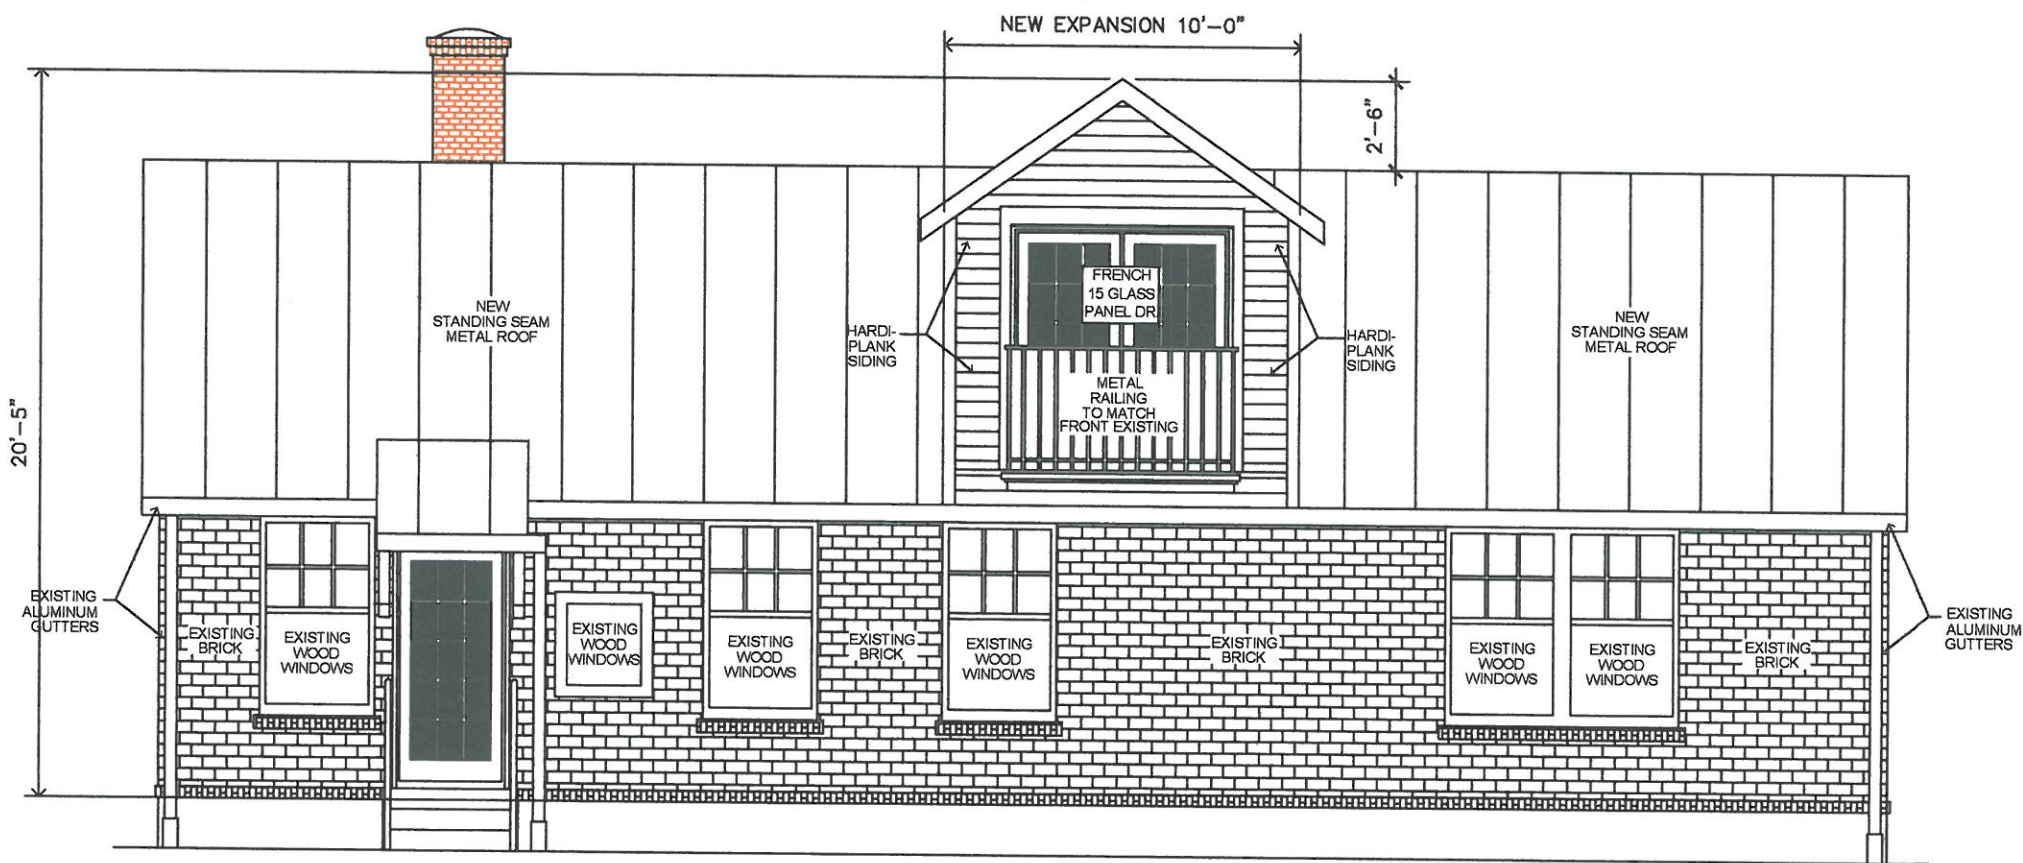 NEW EXPANSION 10'-0"
2'-6"
20'-5"
NEW
STANDING SEAM
METAL ROOF
FRENCH
15 GLASS
PANEL DR.
HARDI-
PLANK
SIDING
HARDI-
PLANK
SIDING
NEW
STANDING SEAM
METAL ROOF
METAL
RAILING
TO MATCH
FRONT EXISTING
EXISTING
ALUMINUM
GUTTERS
EXISTING
BRICK
EXISTING
WOOD
WINDOWS
EXISTING
WOOD
WINDOWS
EXISTING
WOOD
WINDOWS
EXISTING
BRICK
EXISTING
WOOD
WINDOWS
EXISTING
BRICK
EXISTING
WOOD
WINDOWS
EXISTING
WOOD
WINDOWS
EXISTING
BRICK
EXISTING
ALUMINUM
GUTTERS